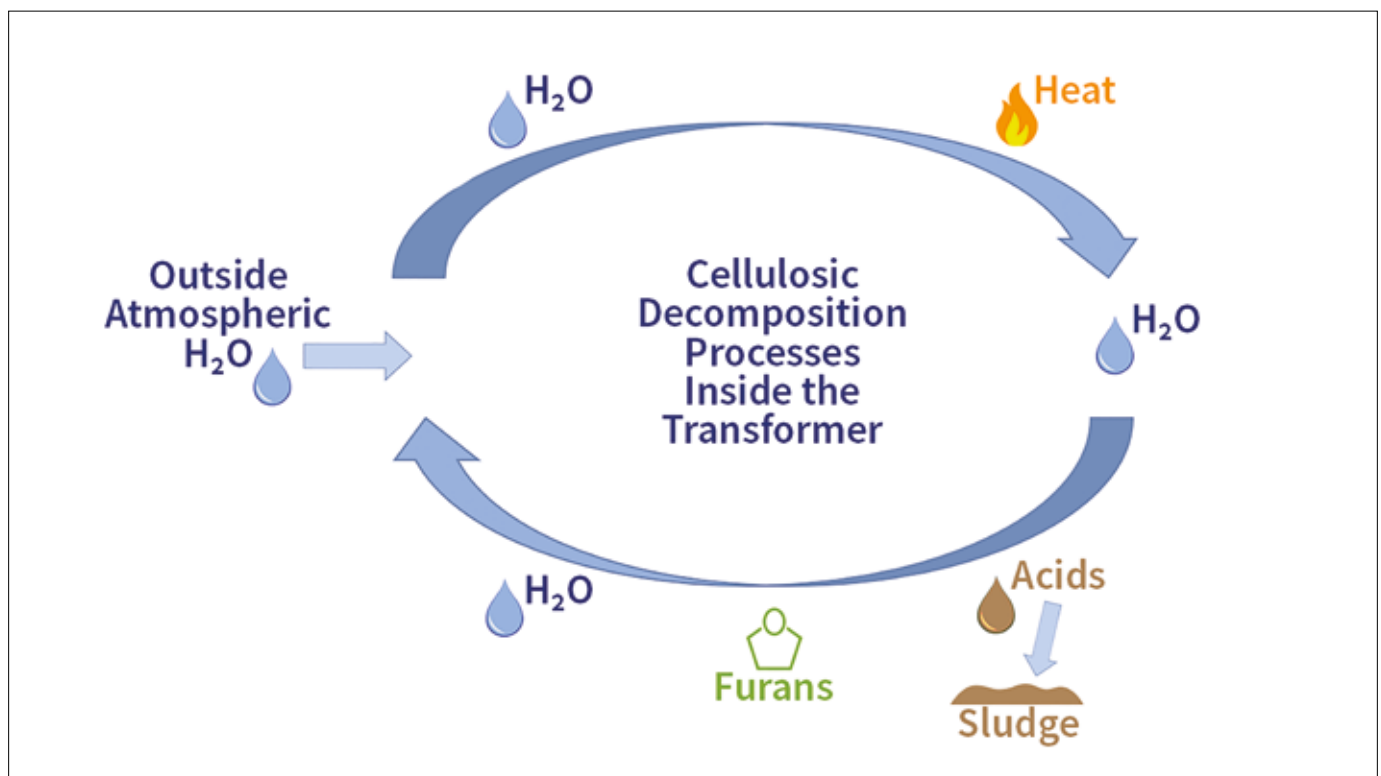 H₂O
Heat
Outside
Atmospheric
H₂O
Cellulosic
Decomposition
Processes
Inside the
Transformer
H₂O
H₂O
Furans
Acids
Sludge